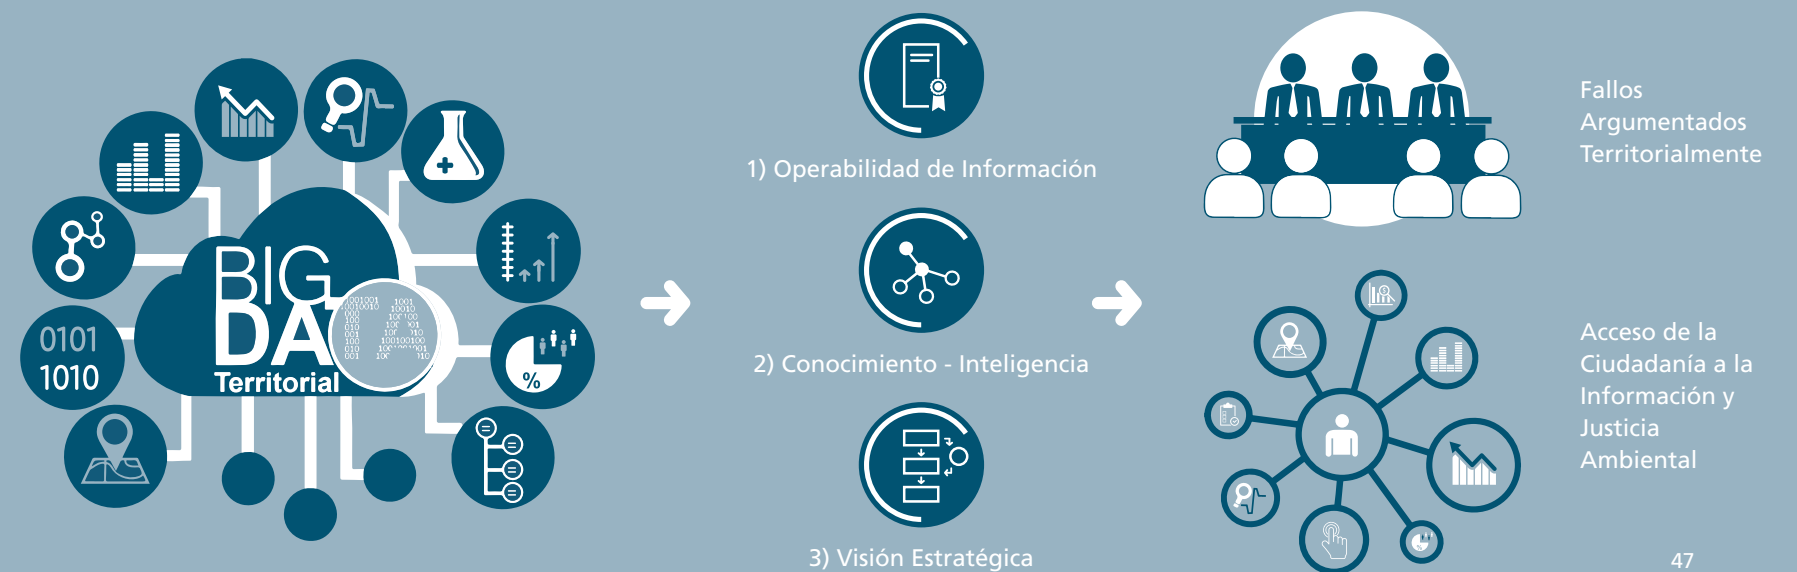 BIG
DATA
Territorial
0101
1010
%
1) Operabilidad de Información
2) Conocimiento - Inteligencia
3) Visión Estratégica
Fallos
Argumentados
Territorialmente
Acceso de la
Ciudadanía a la
Información y
Justicia
Ambiental
47